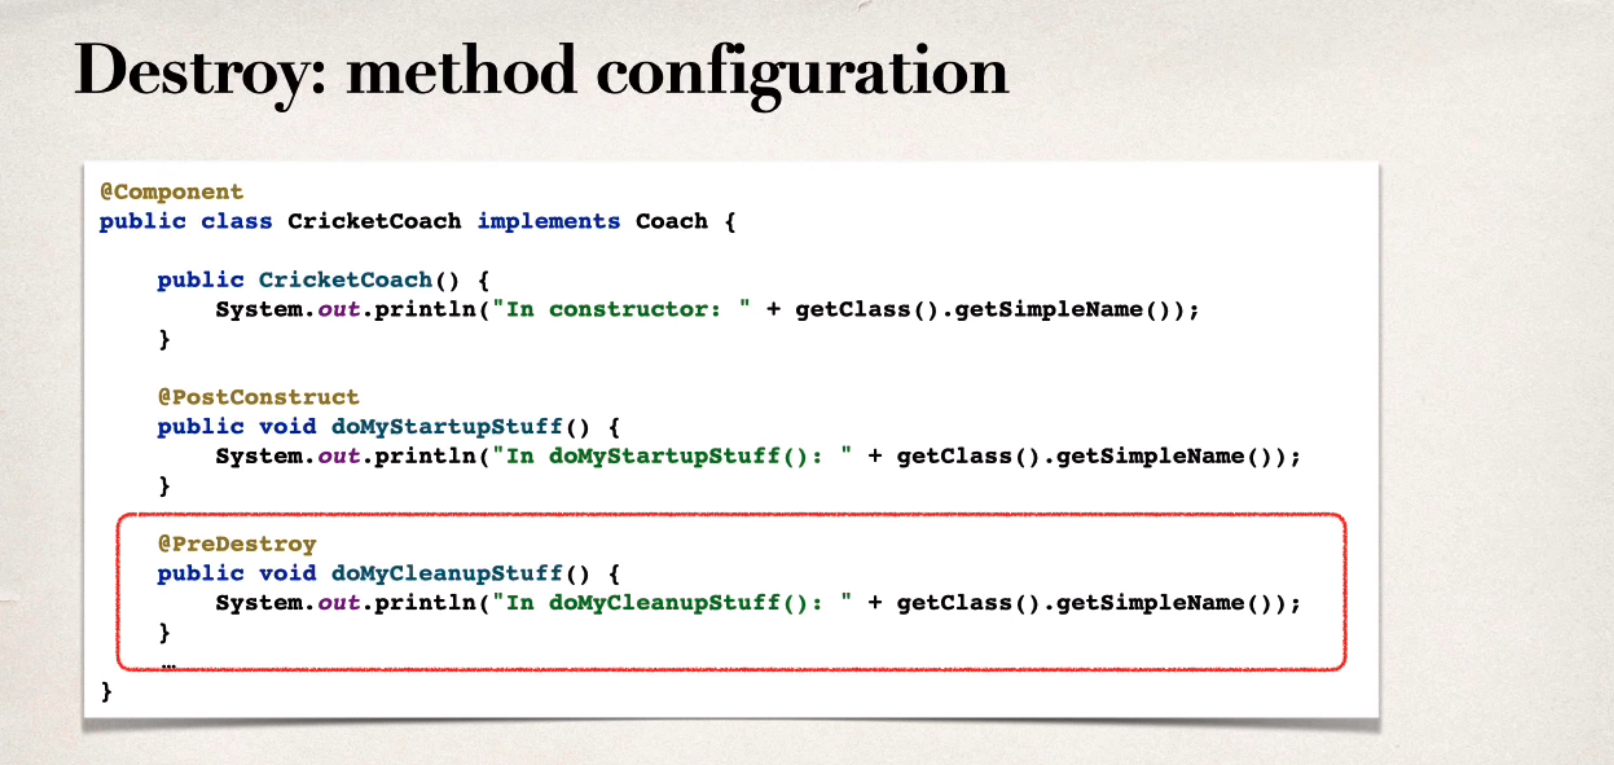 Destroy: method configuration
@Component
public class CricketCoach implements Coach {
public CricketCoach() {
System.out.println("In constructor: " + getClass().getSimpleName());
}
@PostConstruct
public void doMyStartupStuff() {
System.out.println("In doMyStartupStuff(): " + getClass().getSimpleName());
}
@PreDestroy
public void doMyCleanupStuff() {
System.out.println("In doMyCleanupStuff(): " + getClass().getSimpleName());
}
…
}